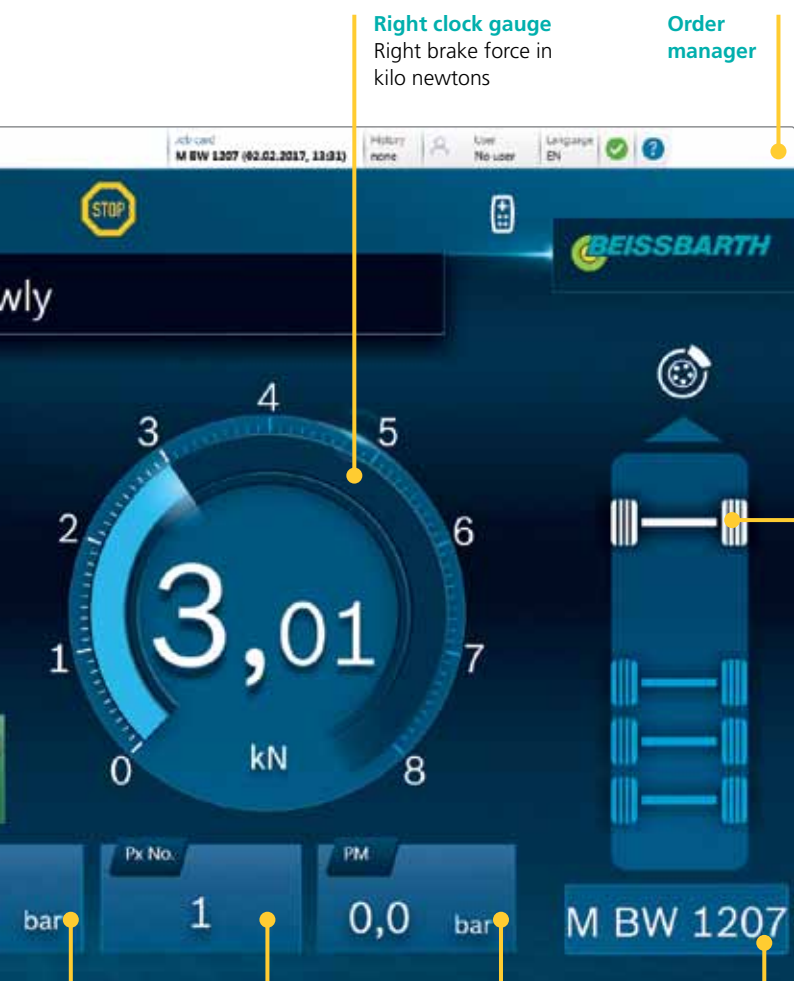 Right clock gauge
Right brake force in
kilo newtons
Order
manager
Job card
M BW 1207 (02.02.2017, 13:31)
History
none
User
No user
Language
EN
?
STOP
BEISSBARTH
wly
4
3
5
2
6
3,01
1
7
0
kN
8
Px No.
PM
bar
1
0,0
bar
M BW 1207